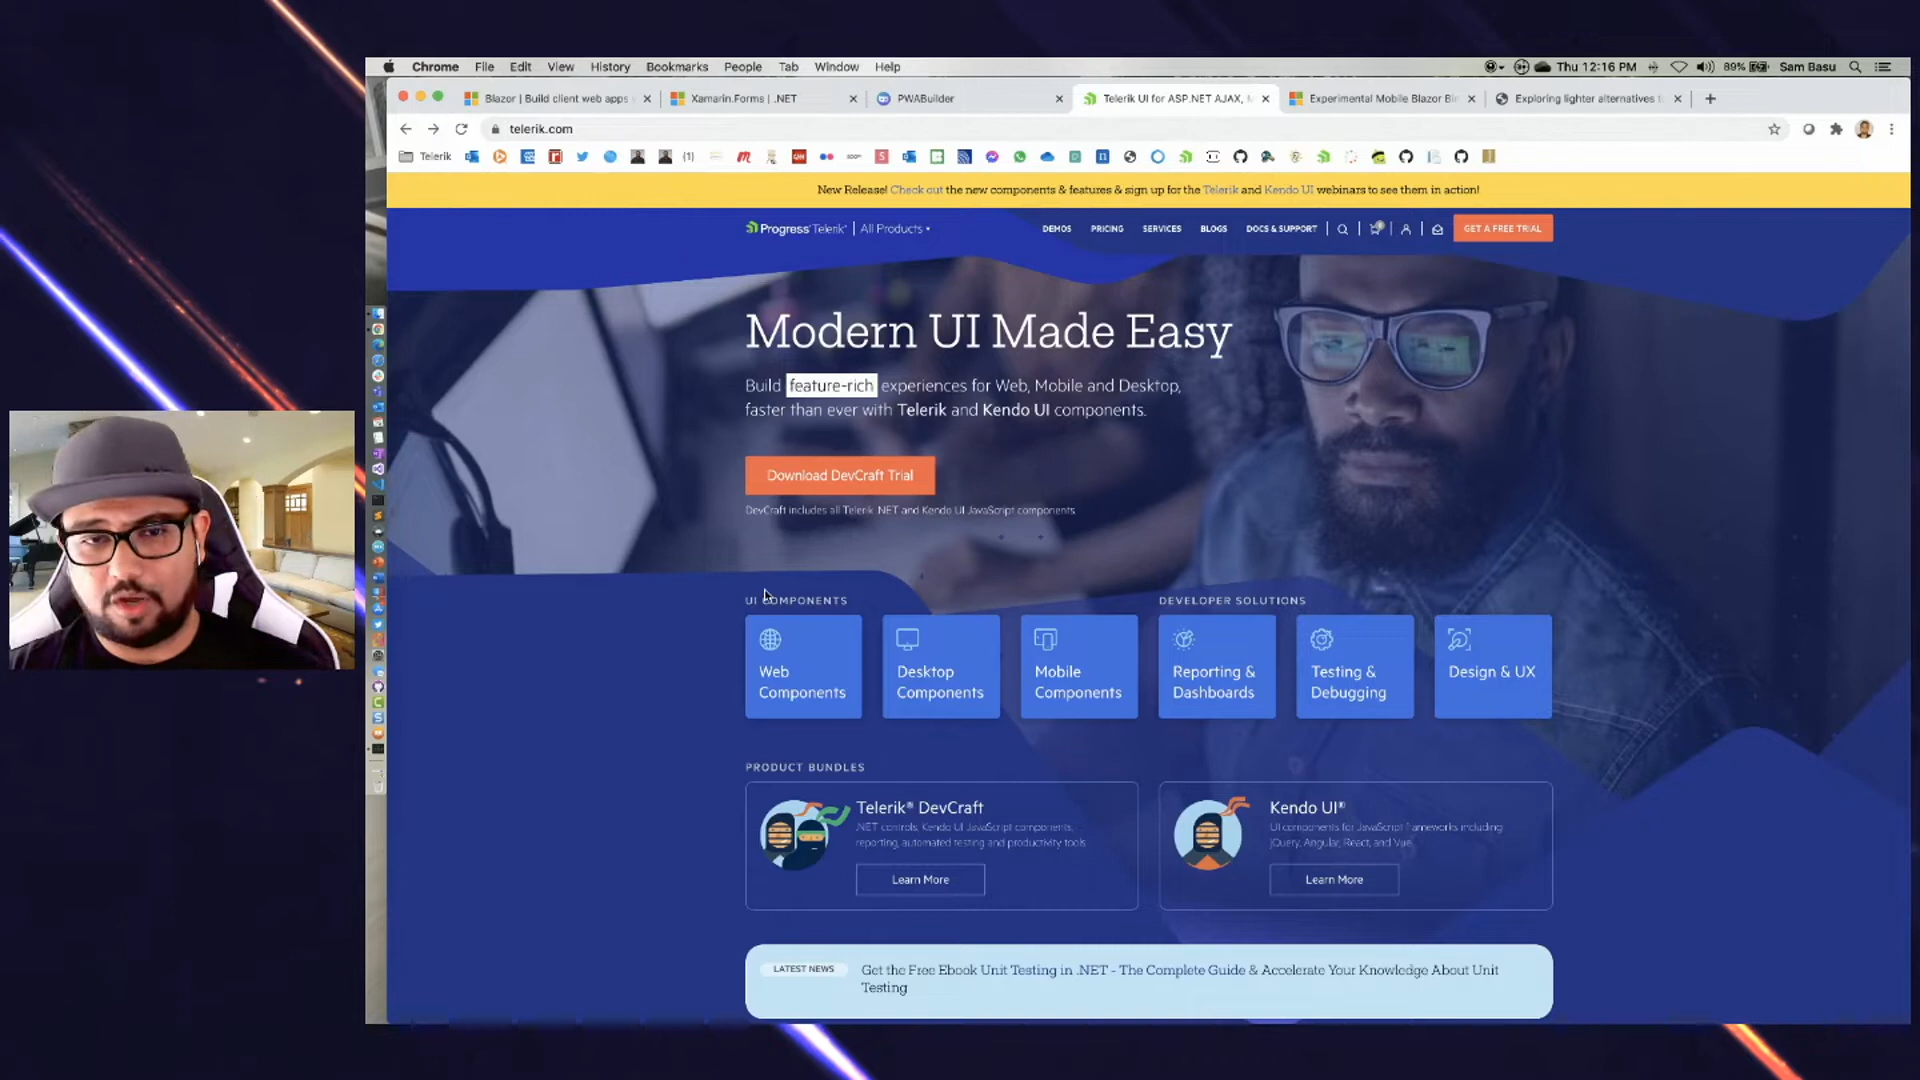 Chrome File Edit View History Bookmarks People Tab Window Help Thu 12:16 PM 89% Sam Basu
Blazor | Build client web apps Xamarin.Forms | .NET PWABuilder Telerik UI for ASP.NET AJAX, Experimental Mobile Blazor Bi Exploring lighter alternatives t
telerik.com
Telerik (1)
New Release! Check out the new components & features & sign up for the Telerik and Kendo UI webinars to see them in action!
Progress Telerik | All Products DEMOS PRICING SERVICES BLOGS DOCS & SUPPORT GET A FREE TRIAL
Modern UI Made Easy
Build feature-rich experiences for Web, Mobile and Desktop,
faster than ever with Telerik and Kendo UI components.
Download DevCraft Trial
DevCraft includes all Telerik .NET and Kendo UI JavaScript components
UI COMPONENTS DEVELOPER SOLUTIONS
Web Components
Desktop Components
Mobile Components
Reporting & Dashboards
Testing & Debugging
Design & UX
PRODUCT BUNDLES
Telerik® DevCraft
.NET controls, Kendo UI JavaScript components,
reporting, automated testing and productivity tools
Learn More
Kendo UI®
UI components for JavaScript frameworks including
jQuery, Angular, React, and Vue
Learn More
LATEST NEWS
Get the Free Ebook Unit Testing in .NET - The Complete Guide & Accelerate Your Knowledge About Unit
Testing